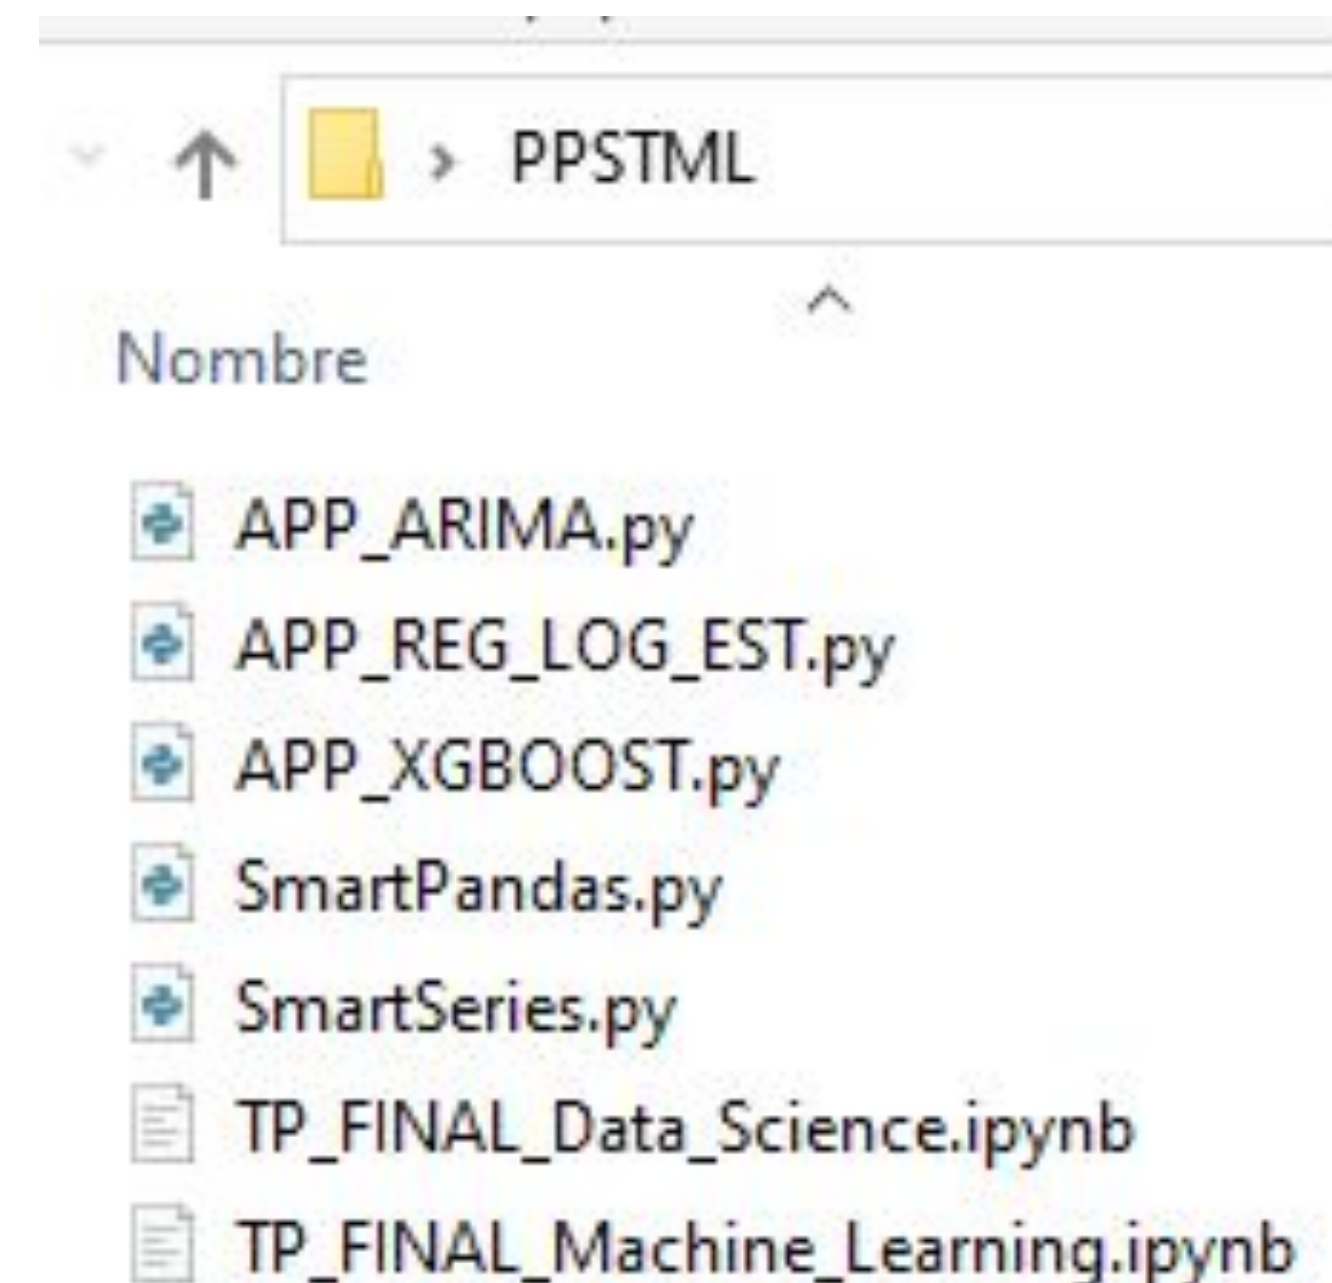 PPSTML
Nombre
APP_ARIMA.py
APP_REG_LOG_EST.py
APP_XGBOOST.py
SmartPandas.py
SmartSeries.py
TP_FINAL_Data_Science.ipynb
TP_FINAL_Machine_Learning.ipynb